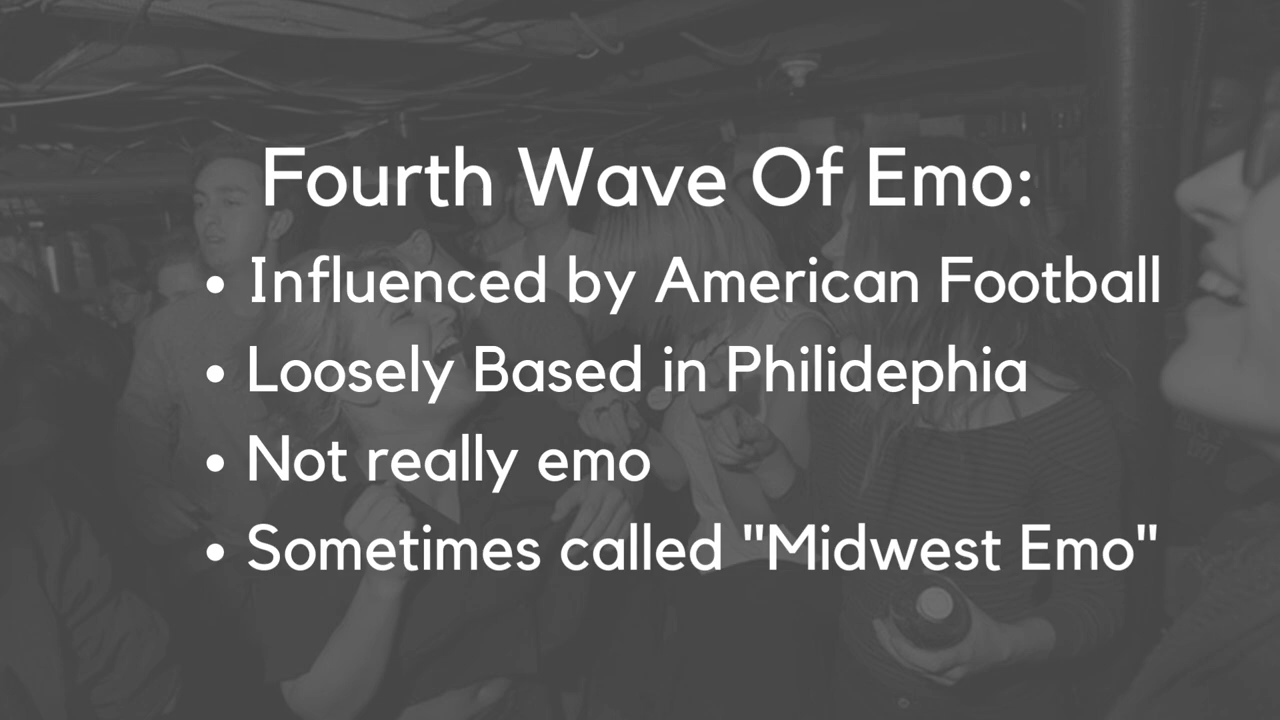 Fourth Wave Of Emo:
• Influenced by American Football
• Loosely Based in Philidephia
• Not really emo
• Sometimes called "Midwest Emo"